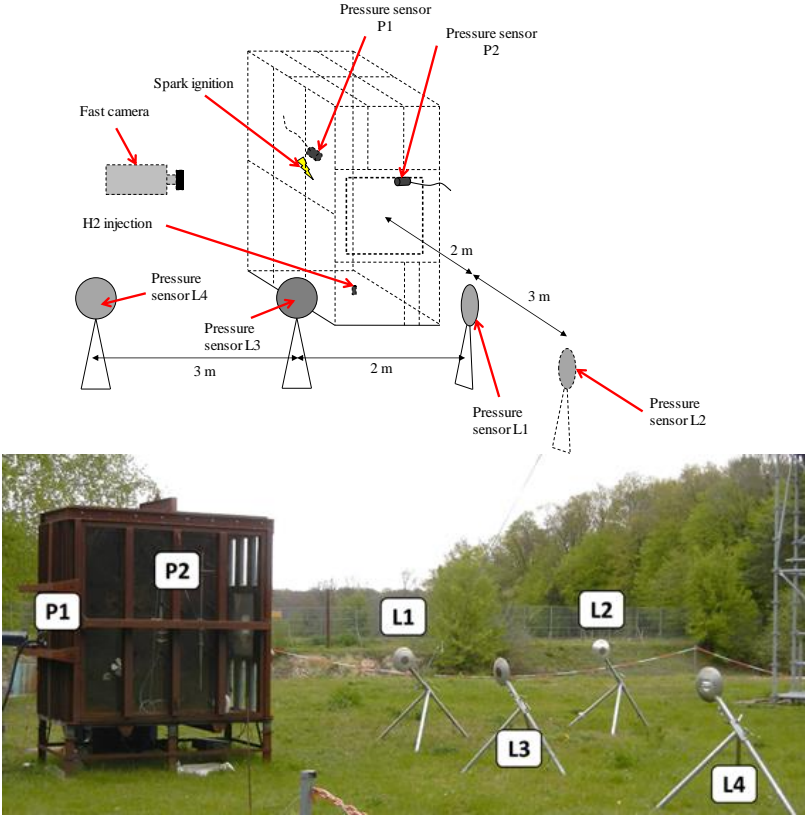 Pressure sensor
P1
Pressure sensor
P2
Spark ignition
Fast camera
H2 injection
2 m
3 m
Pressure
sensor L4
Pressure
sensor L3
3 m
2 m
Pressure
sensor L1
Pressure
sensor L2
P2
P1
L1
L2
L3
L4